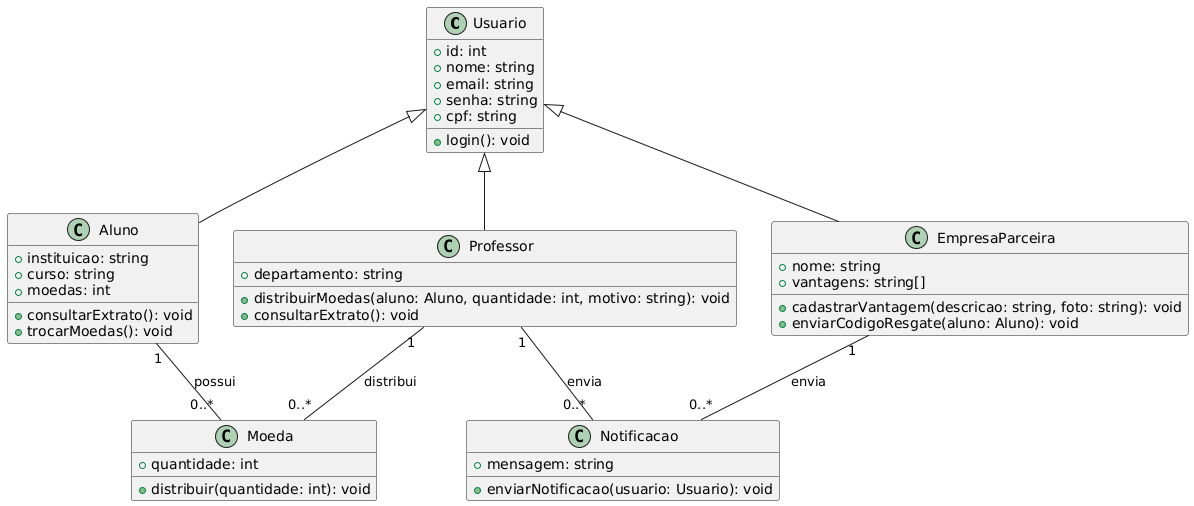 C Usuario
id: int
nome: string
email: string
senha: string
cpf: string
login(): void
C Aluno
instituicao: string
curso: string
moedas: int
consultarExtrato(): void
trocarMoedas(): void
C Professor
departamento: string
distribuirMoedas(aluno: Aluno, quantidade: int, motivo: string): void
consultarExtrato(): void
C EmpresaParceira
nome: string
vantagens: string[]
cadastrarVantagem(descricao: string, foto: string): void
enviarCodigoResgate(aluno: Aluno): void
1
possui
0..*
1
distribui
0..*
1
envia
0..*
1
envia
0..*
C Moeda
quantidade: int
distribuir(quantidade: int): void
C Notificacao
mensagem: string
enviarNotificacao(usuario: Usuario): void